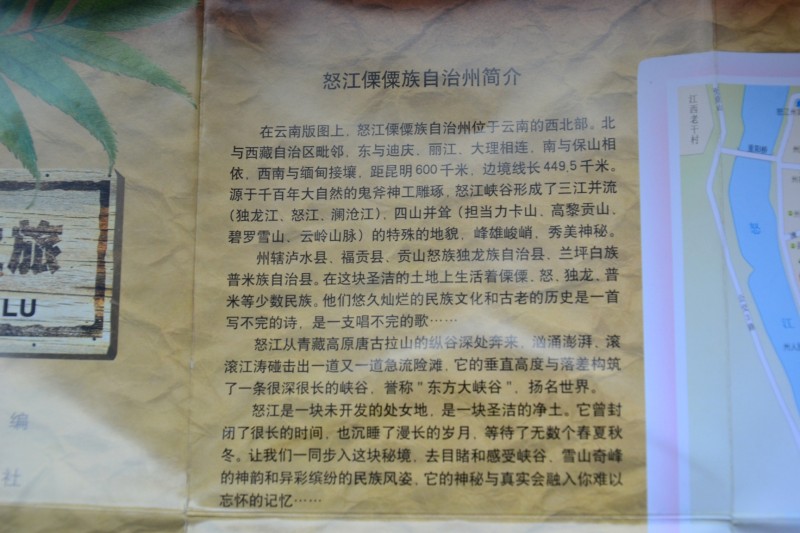 怒江傈僳族自治州简介
在云南版图上，怒江傈僳族自治州位于云南的西北部。北
与西藏自治区毗邻，东与迪庆、丽江、大理相连，南与保山相
依，西南与缅甸接壤，距昆明600千米，边境线长449.5千米。
源于千百年大自然的鬼斧神工雕琢，怒江峡谷形成了三江并流
(独龙江、怒江、澜沧江)，四山并耸(担当力卡山、高黎贡山、
碧罗雪山、云岭山脉)的特殊的地貌，峰雄峻峭，秀美神秘。
州辖泸水县、福贡县、贡山怒族独龙族自治县、兰坪白族
普米族自治县。在这块圣洁的土地上生活着傈僳、怒、独龙、普
米等少数民族。他们悠久灿烂的民族文化和古老的历史是一首
写不完的诗，是一支唱不完的歌……
怒江从青藏高原唐古拉山的纵谷深处奔来，汹涌澎湃，滚
滚江涛碰击出一道又一道急流险滩，它的垂直高度与落差构筑
了一条很深很长的峡谷，誉称"东方大峡谷"，扬名世界。
怒江是一块未开发的处女地，是一块圣洁的净土。它曾封
闭了很长的时间，也沉睡了漫长的岁月，等待了无数个春夏秋
冬。让我们一同步入这块秘境，去目睹和感受峡谷，雪山奇峰
的神韵和异彩缤纷的民族风姿，它的神秘与真实会融入你难以
忘怀的记忆……
旅
LU
编
社
江西老干村
怒
江